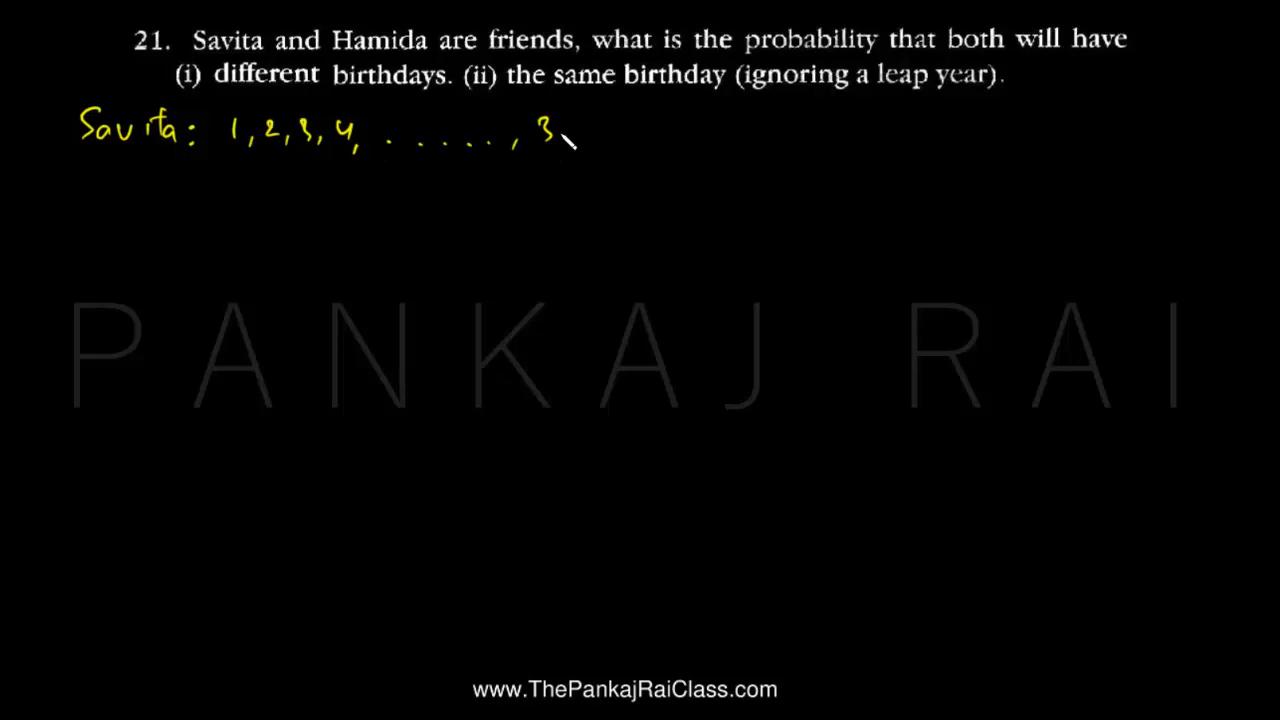 21. Savita and Hamida are friends, what is the probability that both will have
(i) different birthdays. (ii) the same birthday (ignoring a leap year).
Savita: 1, 2, 3, 4, . . . . . , 3
PANKAJ RAI
www.ThePankajRaiClass.com